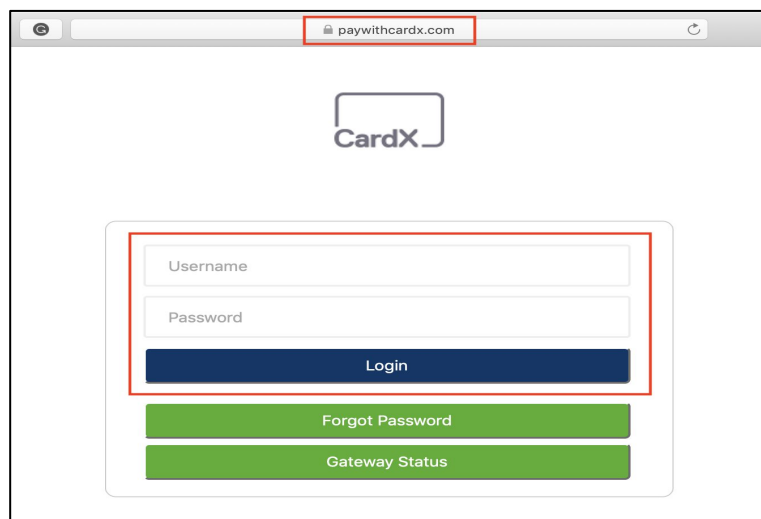 paywithcardx.com
CardX
Username
Password
Login
Forgot Password
Gateway Status